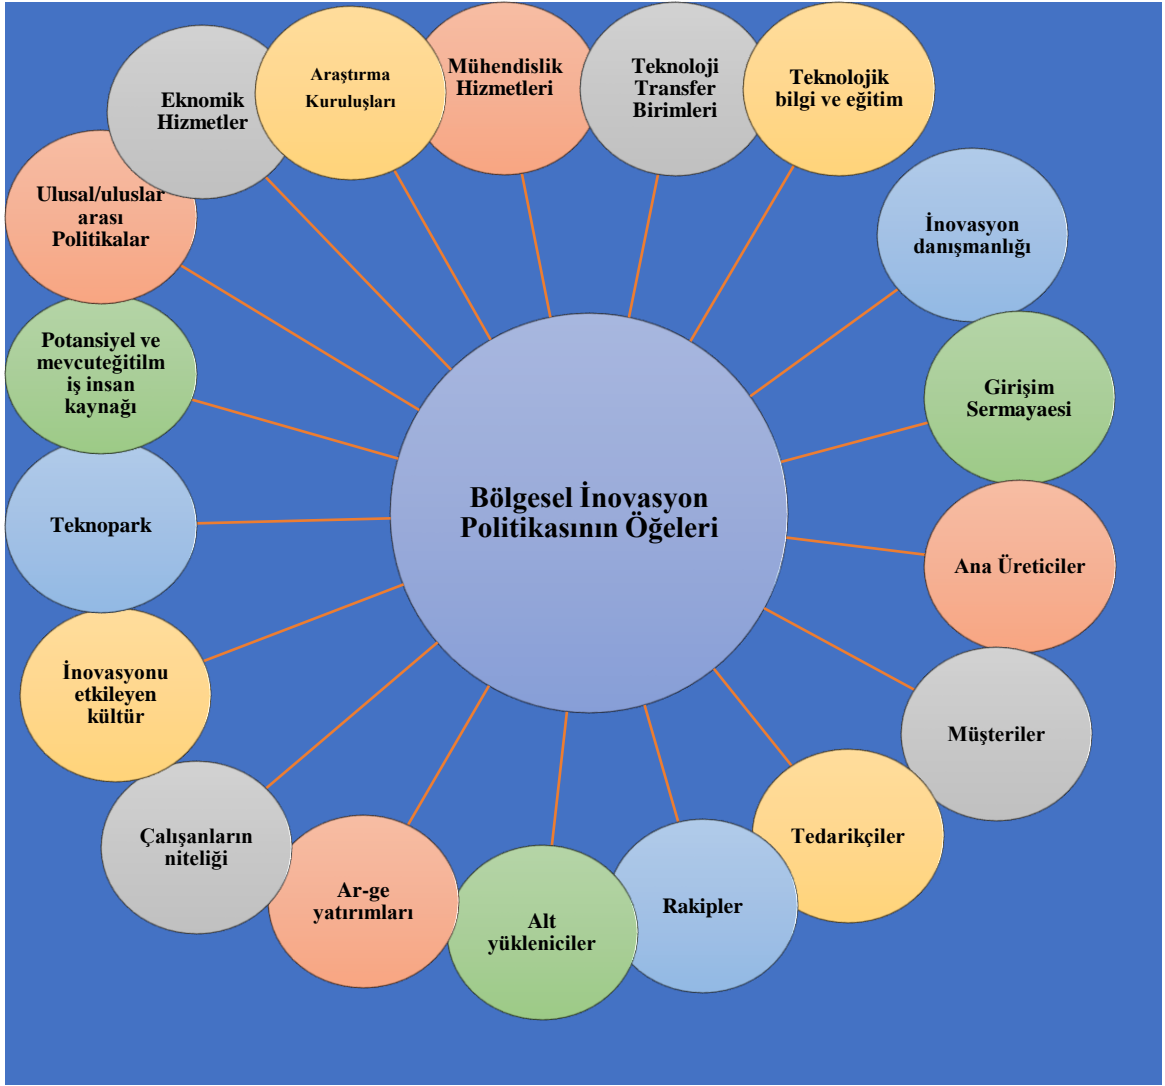 Mühendislik
Hizmetleri
Teknoloji
Transfer
Birimleri
Teknolojik
bilgi ve eğitim
İnovasyon
danışmanlığı
Girişim
Sermayaesi
Ana Üreticiler
Müşteriler
Tedarikçiler
Rakipler
Alt
yükleniciler
Ar-ge
yatırımları
Çalışanların
niteliği
İnovasyonu
etkileyen
kültür
Teknopark
Potansiyel ve
mevcuteğitilm
iş insan
kaynağı
Ulusal/uluslar
arası
Politikalar
Eknomik
Hizmetler
Araştırma
Kuruluşları
Bölgesel İnovasyon
Politikasının Öğeleri